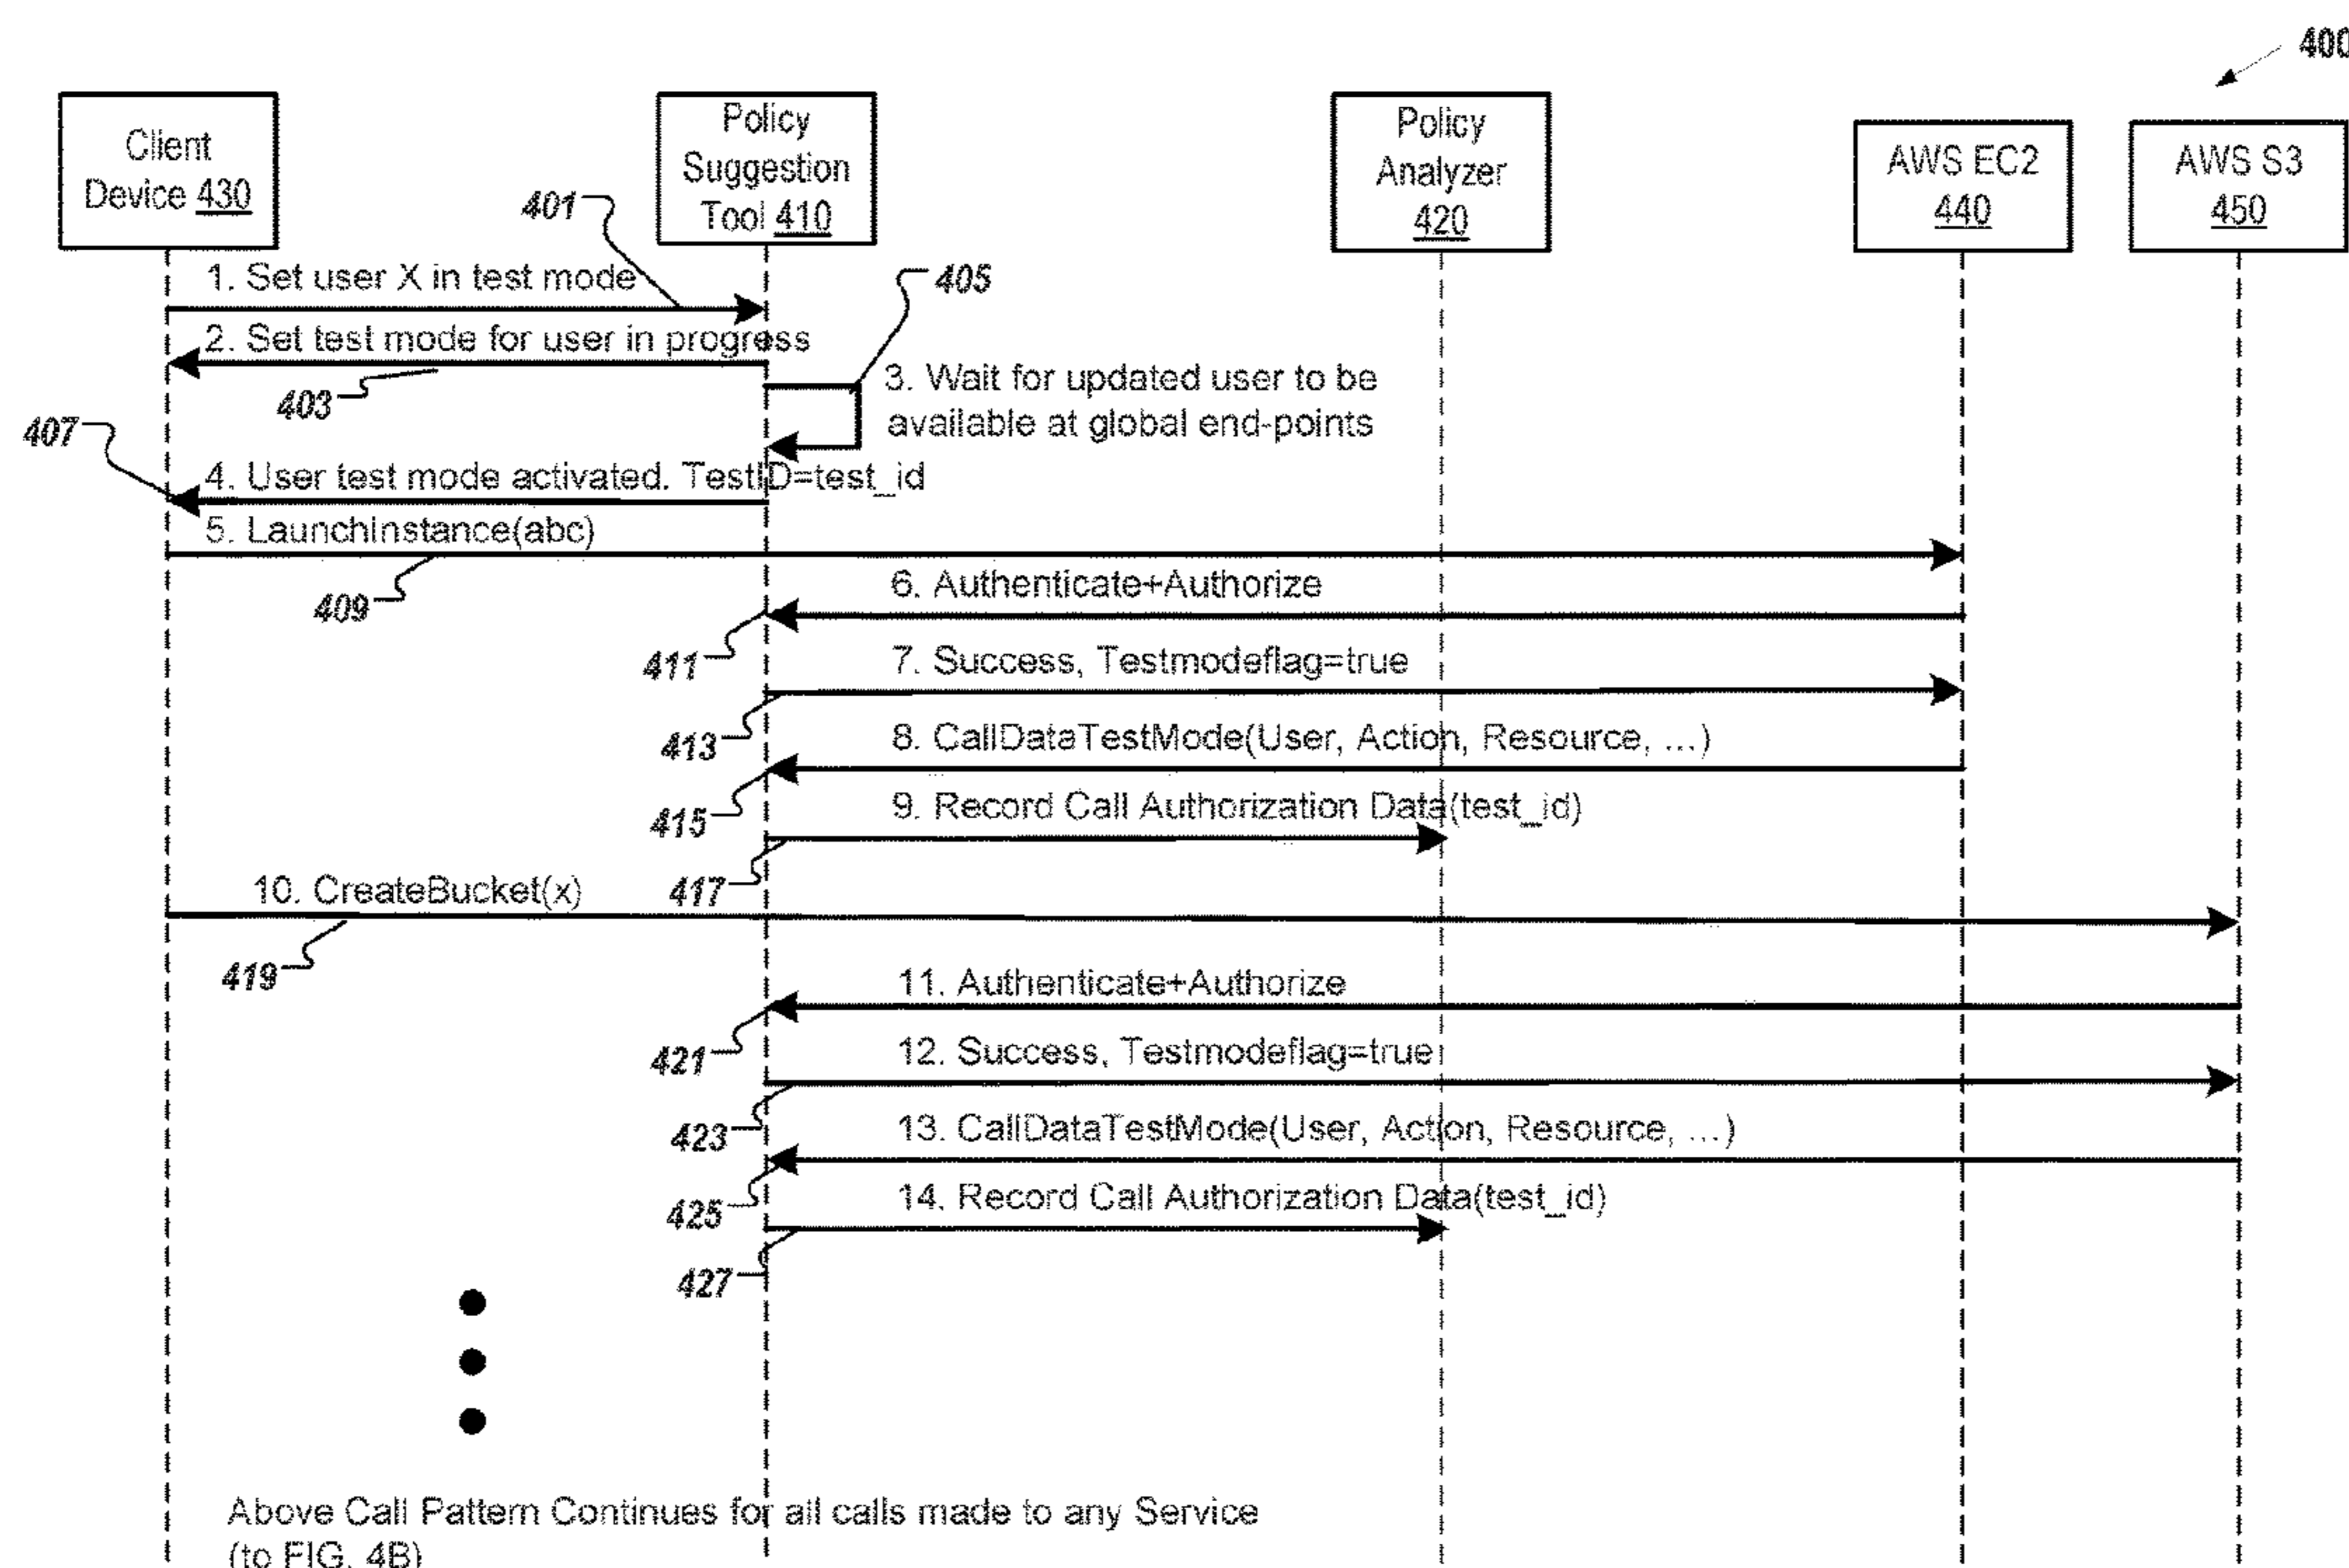 400
Client
Device 430
Policy
Suggestion
Tool 410
Policy
Analyzer
420
AWS EC2
440
AWS S3
450
401
1. Set user X in test mode
405
2. Set test mode for user in progress
403
3. Wait for updated user to be
available at global end-points
407
4. User test mode activated. TestID=test_id
5. LaunchInstance(abc)
409
6. Authenticate+Authorize
411
7. Success, Testmodeflag=true
413
8. CallDataTestMode(User, Action, Resource, ...)
415
9. Record Call Authorization Data(test_id)
417
10. CreateBucket(x)
419
11. Authenticate+Authorize
421
12. Success, Testmodeflag=true
423
13. CallDataTestMode(User, Action, Resource, ...)
425
14. Record Call Authorization Data(test_id)
427
Above Call Pattern Continues for all calls made to any Service
(to FIG. 4B)